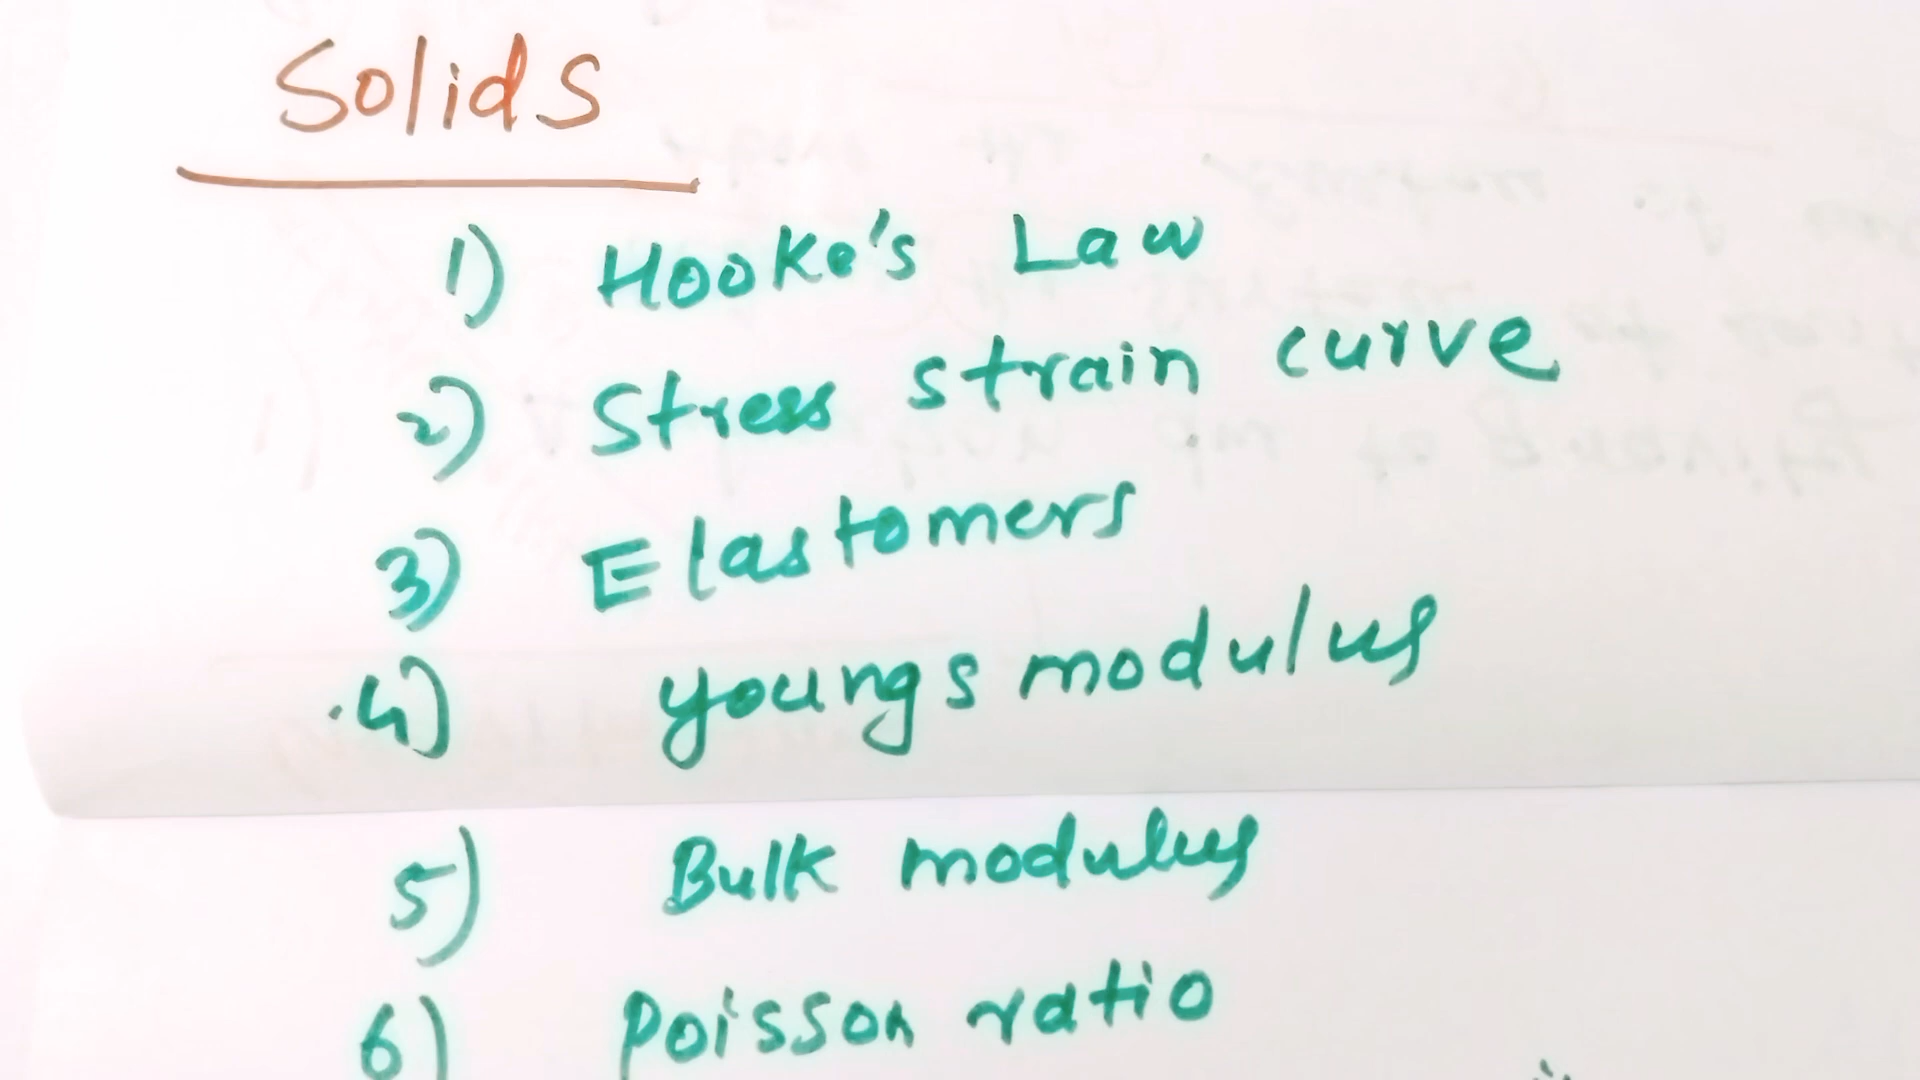 Solids
1) Hooke's Law
2) Stress strain curve
3) Elastomers
4) youngs modulus
5) Bulk modulus
6) Poisson ratio